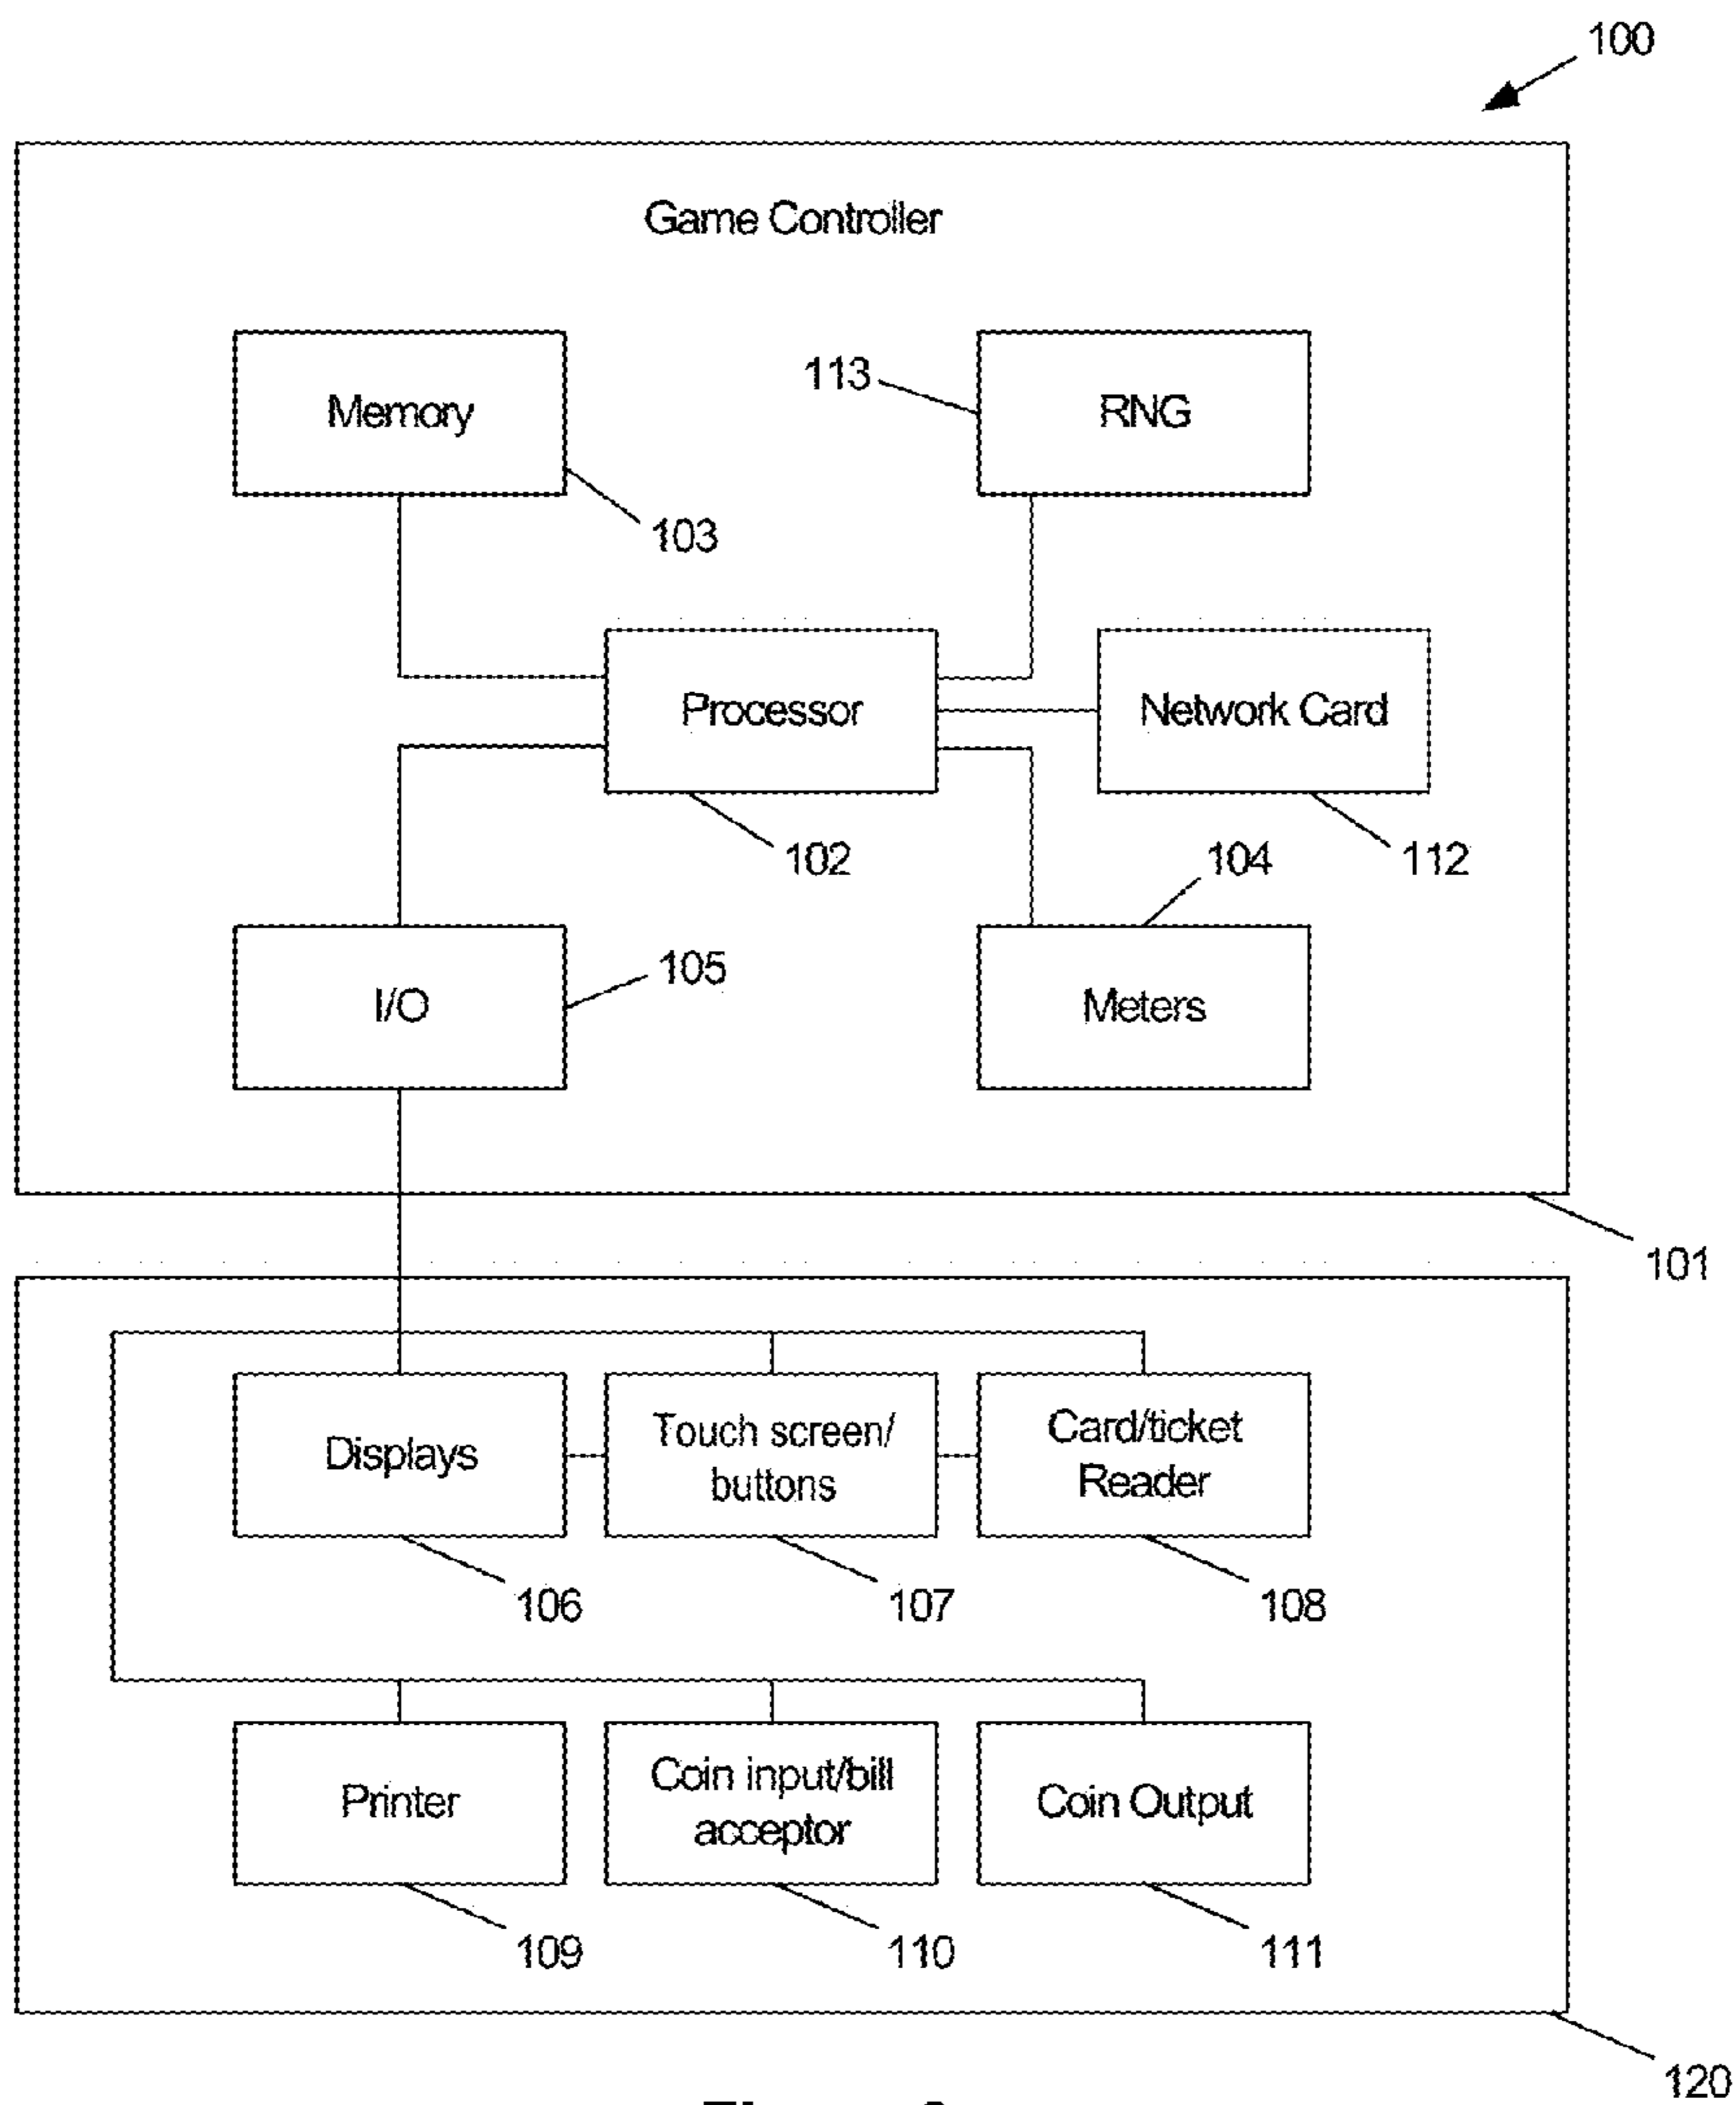 100
Game Controller
Memory
113
RNG
103
Processor
Network Card
102
104
112
I/O
105
Meters
101
Displays
Touch screen/
buttons
Card/ticket
Reader
106
107
108
Printer
Coin input/bill
acceptor
Coin Output
109
110
111
120